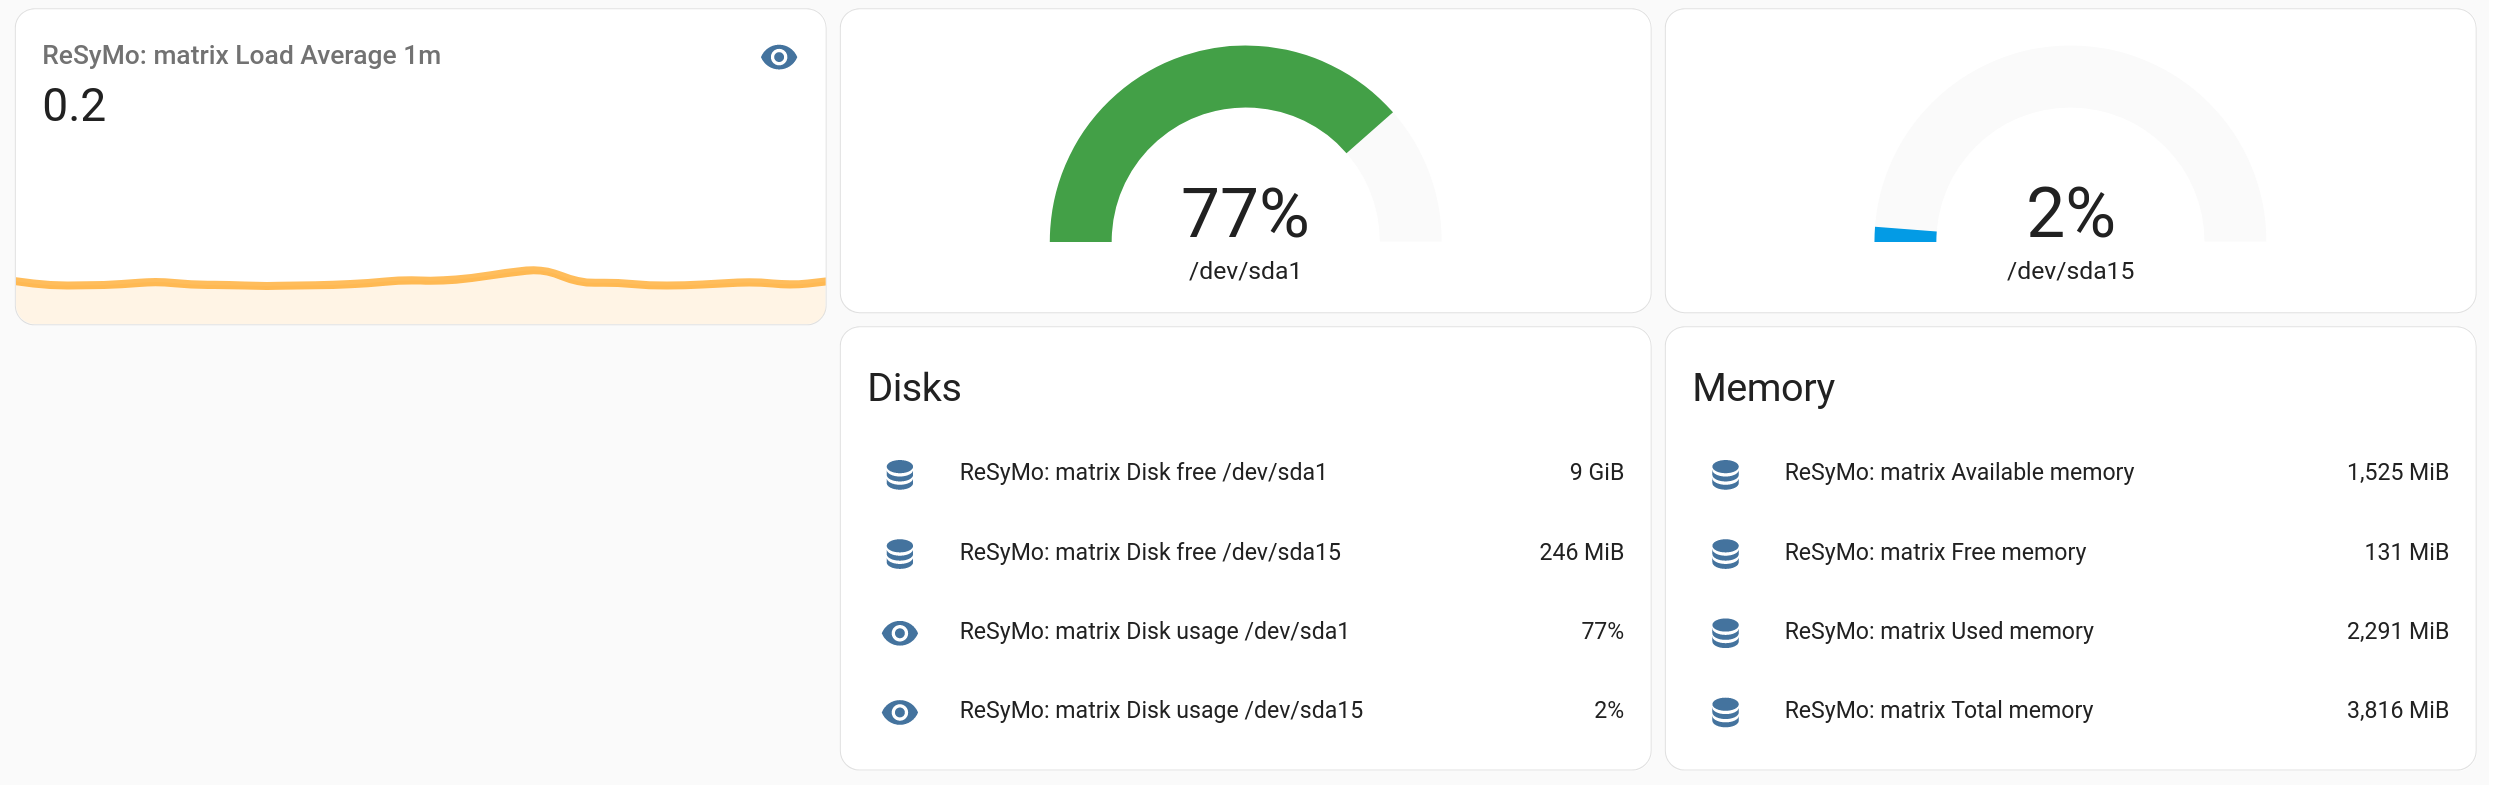 ReSyMo: matrix Load Average 1m
0.2
77%
/dev/sda1
2%
/dev/sda15
Disks
ReSyMo: matrix Disk free /dev/sda1 9 GiB
ReSyMo: matrix Disk free /dev/sda15 246 MiB
ReSyMo: matrix Disk usage /dev/sda1 77%
ReSyMo: matrix Disk usage /dev/sda15 2%
Memory
ReSyMo: matrix Available memory 1,525 MiB
ReSyMo: matrix Free memory 131 MiB
ReSyMo: matrix Used memory 2,291 MiB
ReSyMo: matrix Total memory 3,816 MiB